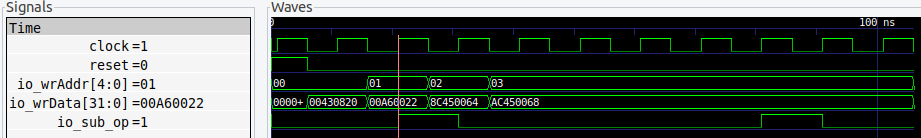 Signals
Waves
Time
0
100 ns
clock =1
reset =0
io_wrAddr[4:0] =01
00
01
02
03
io_wrData[31:0] =00A60022
0000+
00430820
00A60022
8C450064
AC450068
io_sub_op =1